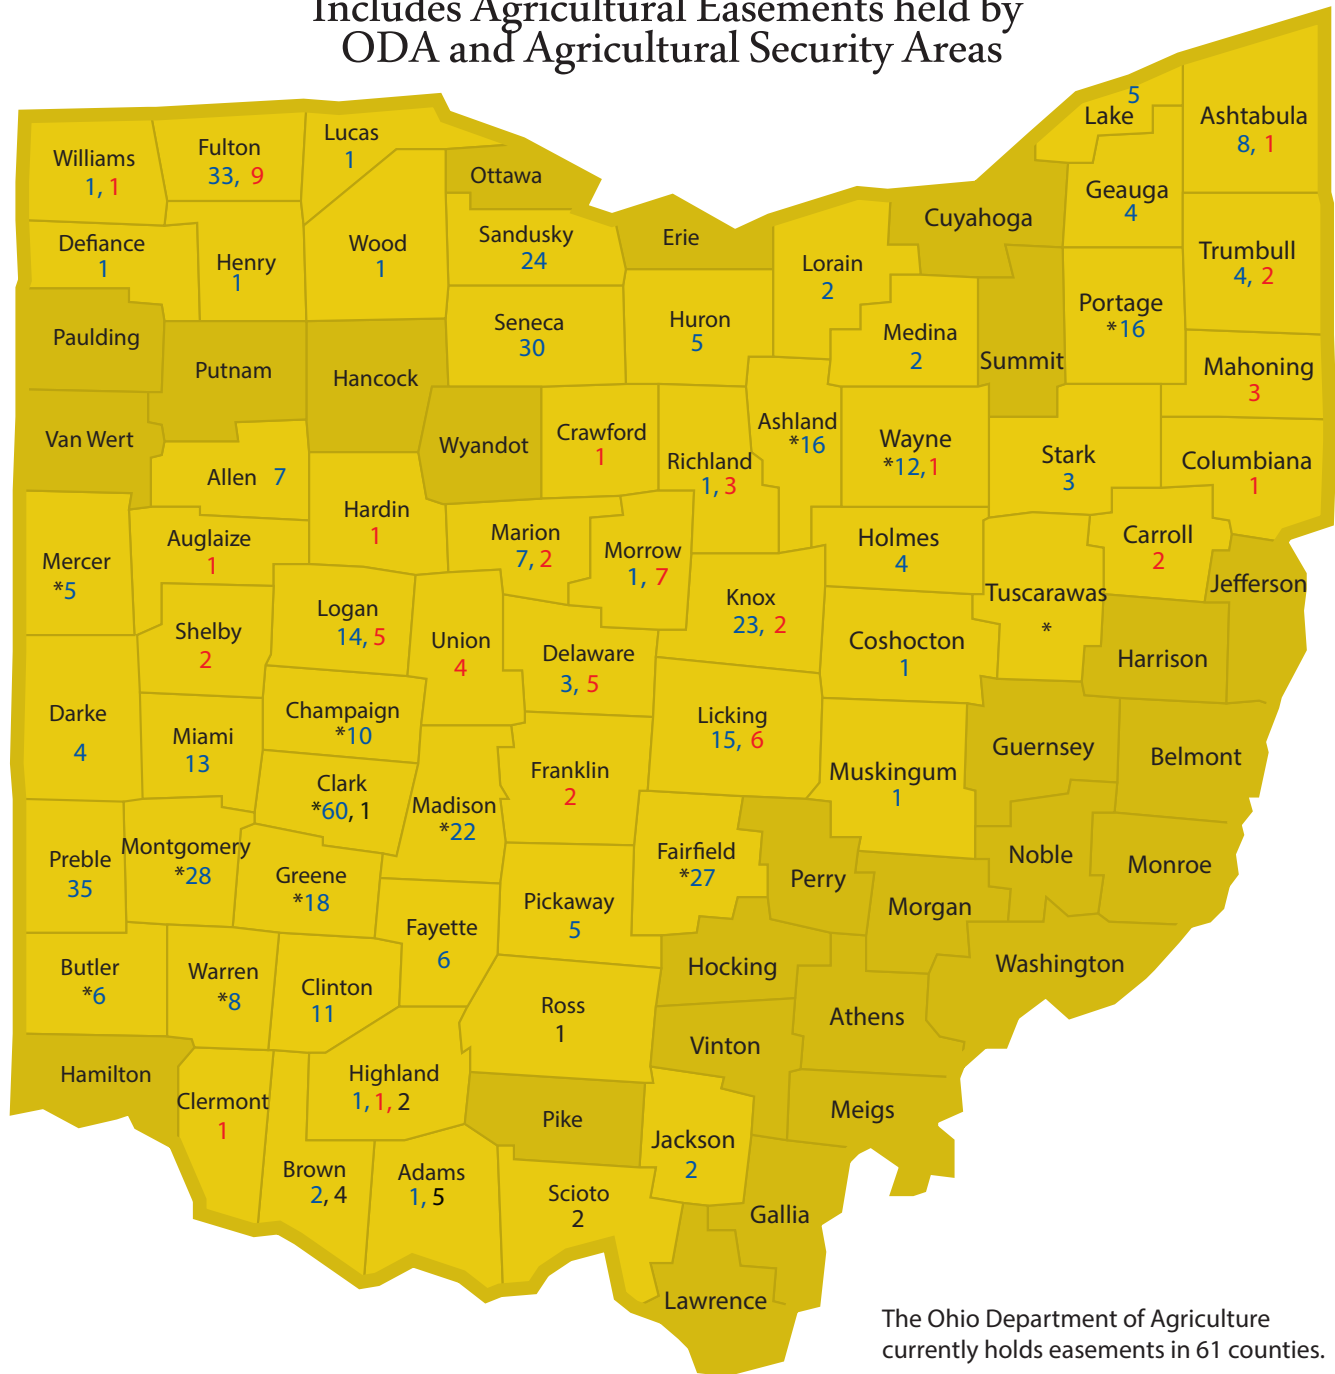 Includes Agricultural Easements held by
ODA and Agricultural Security Areas
5
Lake
Ashtabula
8, 1
Lucas
1
Fulton
33, 9
Williams
1, 1
Ottawa
Geauga
4
Cuyahoga
Erie
Sandusky
24
Wood
1
Defiance
1
Henry
1
Lorain
2
Trumbull
4, 2
Portage
*16
Paulding
Putnam
Hancock
Seneca
30
Huron
5
Medina
2
Summit
Mahoning
3
Van Wert
Wyandot
Crawford
1
Richland
1, 3
Ashland
*16
Wayne
*12,1
Stark
3
Columbiana
1
Allen 7
Hardin
1
Mercer
*5
Auglaize
1
Marion
7, 2
Morrow
1, 7
Holmes
4
Carroll
2
Jefferson
Tuscarawas
*
Knox
23, 2
Logan
14, 5
Shelby
2
Union
4
Delaware
3, 5
Coshocton
1
Harrison
Darke
4
Miami
13
Champaign
*10
Licking
15, 6
Guernsey
Belmont
Clark
*60, 1
Madison
*22
Franklin
2
Muskingum
1
Preble
35
Montgomery
*28
Greene
*18
Fairfield
*27
Perry
Noble
Monroe
Morgan
Pickaway
5
Fayette
6
Butler
*6
Warren
*8
Clinton
11
Hocking
Washington
Ross
1
Athens
Vinton
Hamilton
Highland
1, 1, 2
Clermont
1
Pike
Meigs
Jackson
2
Brown
2, 4
Adams
1, 5
Scioto
2
Gallia
Lawrence
The Ohio Department of Agriculture
currently holds easements in 61 counties.